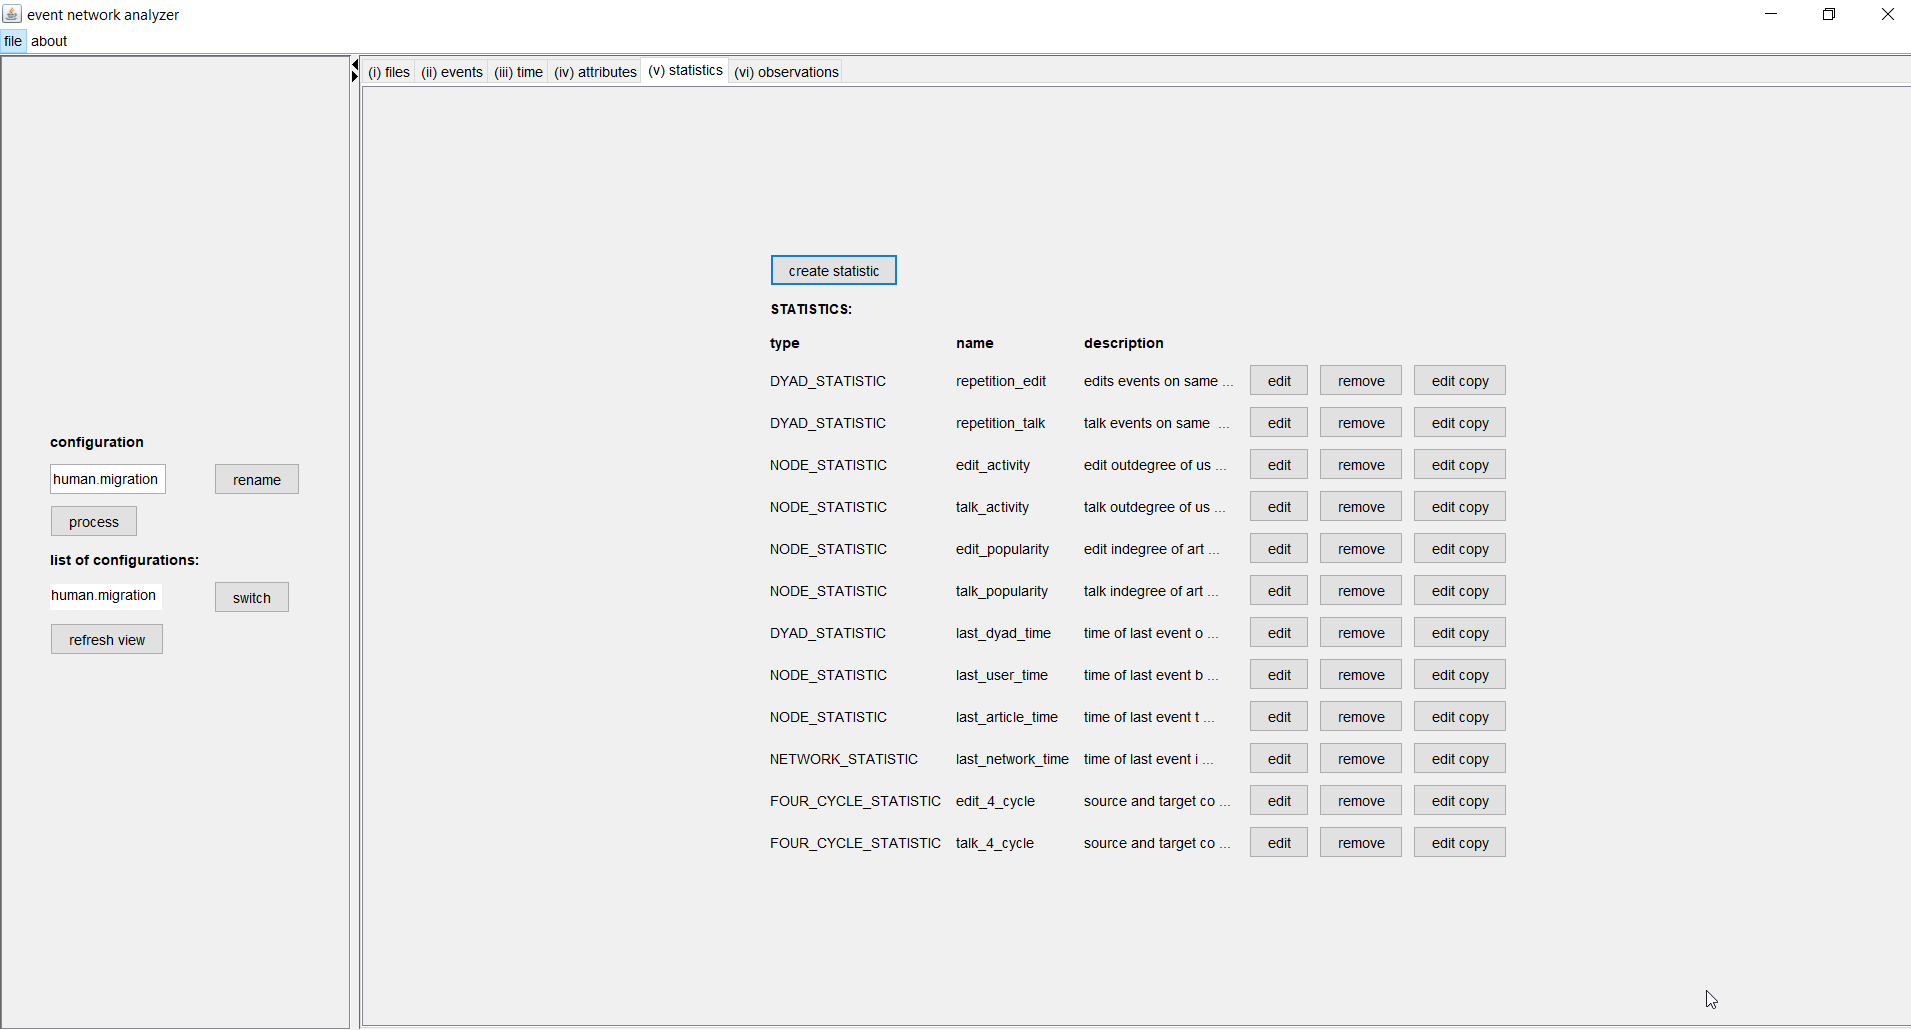 event network analyzer
file about
(i) files (ii) events (iii) time (iv) attributes (v) statistics (vi) observations
configuration
human.migration rename
process
list of configurations:
human.migration switch
refresh view
create statistic
STATISTICS:
type name description
DYAD_STATISTIC repetition_edit edits events on same ... edit remove edit copy
DYAD_STATISTIC repetition_talk talk events on same ... edit remove edit copy
NODE_STATISTIC edit_activity edit outdegree of us ... edit remove edit copy
NODE_STATISTIC talk_activity talk outdegree of us ... edit remove edit copy
NODE_STATISTIC edit_popularity edit indegree of art ... edit remove edit copy
NODE_STATISTIC talk_popularity talk indegree of art ... edit remove edit copy
DYAD_STATISTIC last_dyad_time time of last event o ... edit remove edit copy
NODE_STATISTIC last_user_time time of last event b ... edit remove edit copy
NODE_STATISTIC last_article_time time of last event t ... edit remove edit copy
NETWORK_STATISTIC last_network_time time of last event i ... edit remove edit copy
FOUR_CYCLE_STATISTIC edit_4_cycle source and target co ... edit remove edit copy
FOUR_CYCLE_STATISTIC talk_4_cycle source and target co ... edit remove edit copy